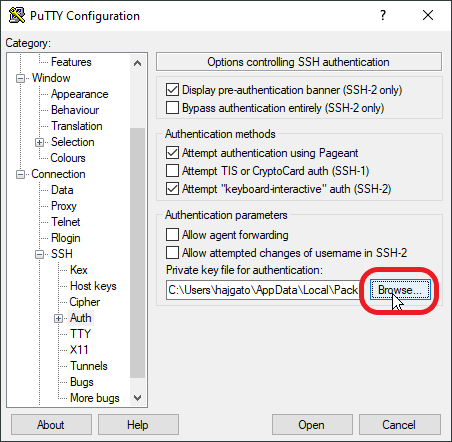 PuTTY Configuration
Category:
Features
Window
Appearance
Behaviour
Translation
Selection
Colours
Connection
Data
Proxy
Telnet
Rlogin
SSH
Kex
Host keys
Cipher
Auth
TTY
X11
Tunnels
Bugs
More bugs
Options controlling SSH authentication
Display pre-authentication banner (SSH-2 only)
Bypass authentication entirely (SSH-2 only)
Authentication methods
Attempt authentication using Pageant
Attempt TIS or CryptoCard auth (SSH-1)
Attempt "keyboard-interactive" auth (SSH-2)
Authentication parameters
Allow agent forwarding
Allow attempted changes of username in SSH-2
Private key file for authentication:
C:\Users\hajgato\AppData\Local\Pack Browse...
About Help Open Cancel